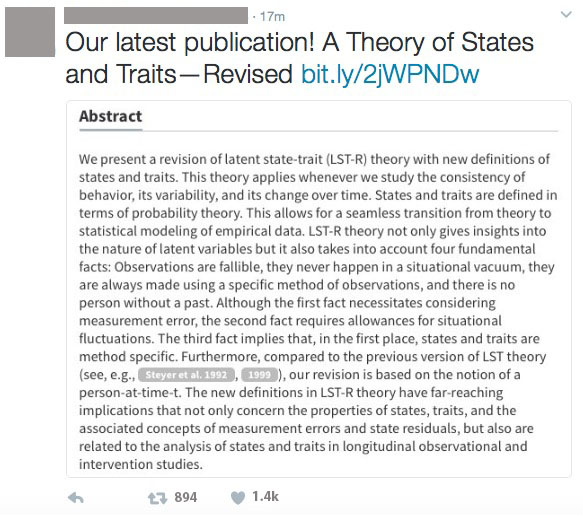 · 17m
Our latest publication! A Theory of States
and Traits—Revised bit.ly/2jWPNDw
Abstract
We present a revision of latent state-trait (LST-R) theory with new definitions of
states and traits. This theory applies whenever we study the consistency of
behavior, its variability, and its change over time. States and traits are defined in
terms of probability theory. This allows for a seamless transition from theory to
statistical modeling of empirical data. LST-R theory not only gives insights into
the nature of latent variables but it also takes into account four fundamental
facts: Observations are fallible, they never happen in a situational vacuum, they
are always made using a specific method of observations, and there is no
person without a past. Although the first fact necessitates considering
measurement error, the second fact requires allowances for situational
fluctuations. The third fact implies that, in the first place, states and traits are
method specific. Furthermore, compared to the previous version of LST theory
(see, e.g., Steyer et al. 1992 , 1999 ), our revision is based on the notion of a
person-at-time-t. The new definitions in LST-R theory have far-reaching
implications that not only concern the properties of states, traits, and the
associated concepts of measurement errors and state residuals, but also are
related to the analysis of states and traits in longitudinal observational and
intervention studies.
894 1.4k